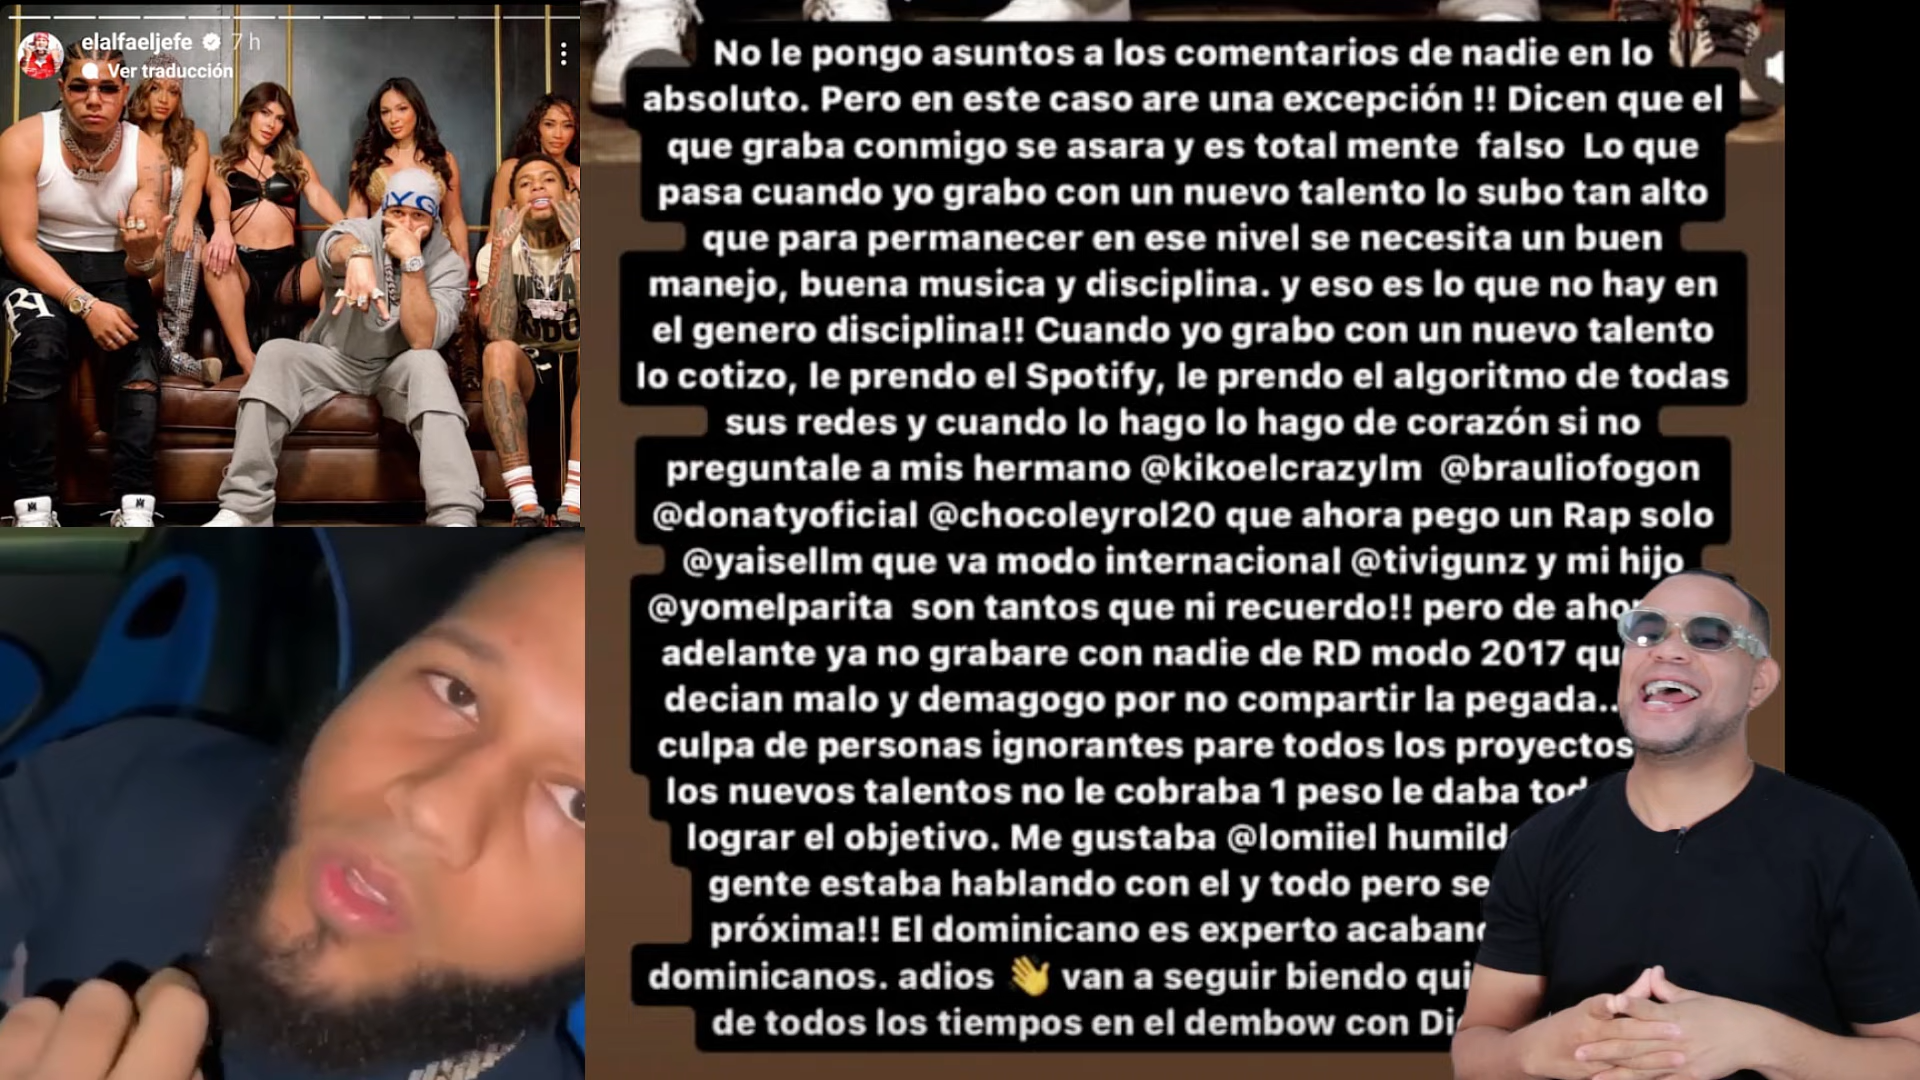 elalfaeljefe 7 h
Ver traducción
No le pongo asuntos a los comentarios de nadie en lo
absoluto. Pero en este caso are una excepción !! Dicen que el
que graba conmigo se asara y es total mente falso Lo que
pasa cuando yo grabo con un nuevo talento lo subo tan alto
que para permanecer en ese nivel se necesita un buen
manejo, buena musica y disciplina. y eso es lo que no hay en
el genero disciplina!! Cuando yo grabo con un nuevo talento
lo cotizo, le prendo el Spotify, le prendo el algoritmo de todas
sus redes y cuando lo hago lo hago de corazón si no
preguntale a mis hermano @kikoelcrazylm @brauliofogon
@donatyoficial @chocoleyrol20 que ahora pego un Rap solo
@yaisellm que va modo internacional @tivigunz y mi hijo
@yomelparita son tantos que ni recuerdo!! pero de
adelante ya no grabare con nadie de RD modo 2017
decian malo y demagogo por no compartir la pegada..
culpa de personas ignorantes pare todos los proyectos
los nuevos talentos no le cobraba 1 peso le daba
lograr el objetivo. Me gustaba @lomiiel
gente estaba hablando con el y todo pero
próxima!! El dominicano es experto
dominicanos. adios 👋 van a seguir biendo
de todos los tiempos en el dembow con